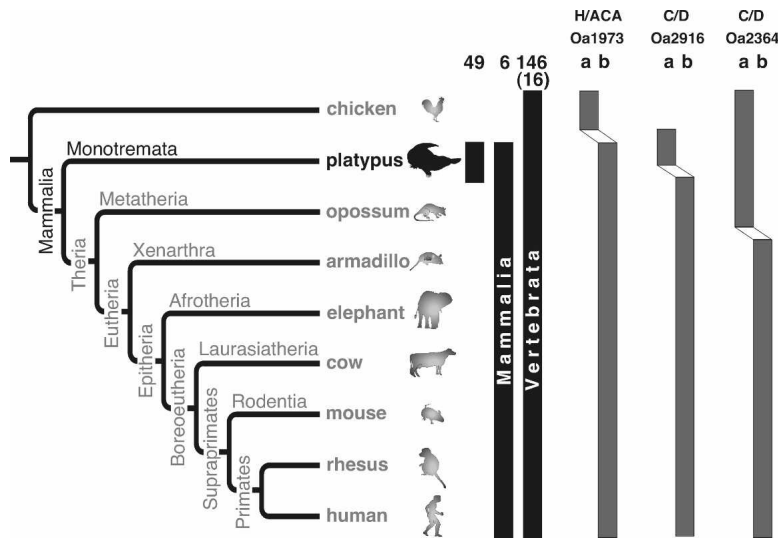 H/ACA C/D C/D
Oa1973 Oa2916 Oa2364
49 6 146 a b a b a b
(16)
chicken
Monotremata
platypus
Mammalia
Metatheria
opossum
Theria
Xenarthra
armadillo
Eutheria
Afrotheria
elephant
Epitheria
Laurasiatheria
cow
Boreoeutheria
Rodentia
mouse
Supraprimates
rhesus
Primates
human
Mammalia
Vertebrata